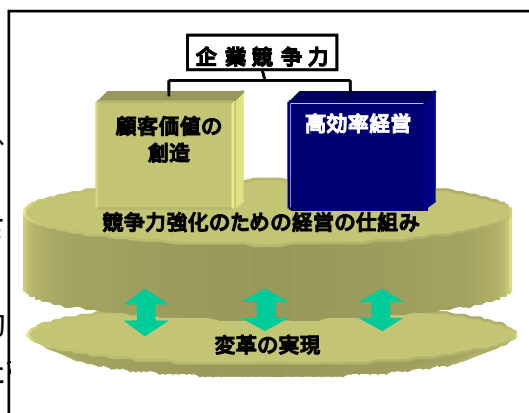 企業競争力
顧客価値の
創造
高効率経営
競争力強化のための経営の仕組み
変革の実現